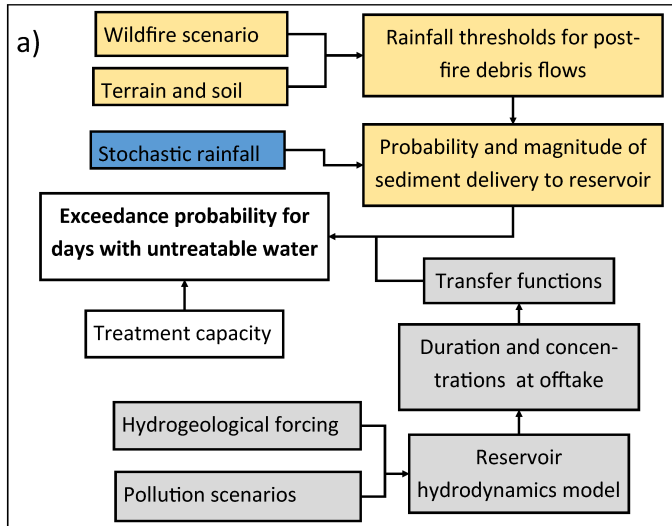 a)
Wildfire scenario
Terrain and soil
Rainfall thresholds for post-
fire debris flows
Stochastic rainfall
Probability and magnitude of
sediment delivery to reservoir
Exceedance probability for
days with untreatable water
Treatment capacity
Transfer functions
Duration and concen-
trations at offtake
Hydrogeological forcing
Pollution scenarios
Reservoir
hydrodynamics model